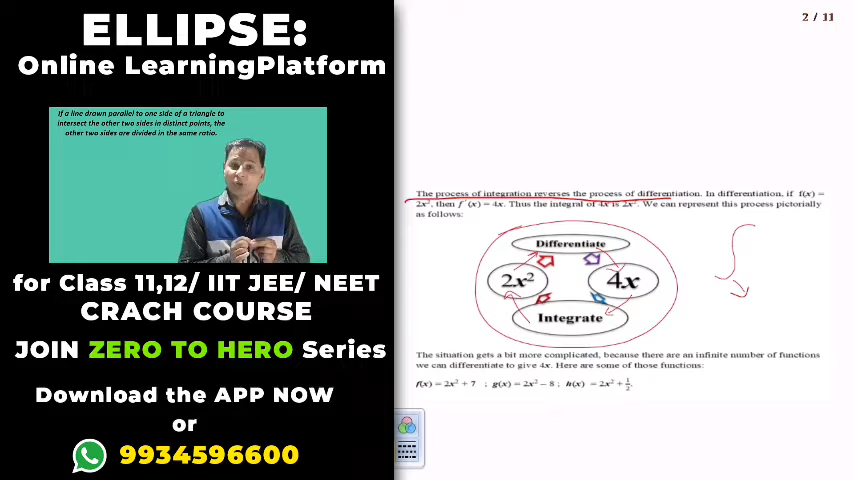 ELLIPSE:
Online LearningPlatform
If a line drawn parallel to one side of a triangle to
intersect the other two sides in distinct points, the
other two sides are divided in the same ratio.
for Class 11,12/ IIT JEE/ NEET
CRACH COURSE
JOIN ZERO TO HERO Series
Download the APP NOW
or
9934596600
2 / 11
The process of integration reverses the process of differentiation. In differentiation, if f(x) =
2x², then f′(x) = 4x. Thus the integral of 4x is 2x². We can represent this process pictorially
as follows:
Differentiate
2x²
4x
Integrate
∫
The situation gets a bit more complicated, because there are an infinite number of functions
we can differentiate to give 4x. Here are some of those functions:
f(x) = 2x² + 7 ; g(x) = 2x² − 8 ; h(x) = 2x² + 1/2.